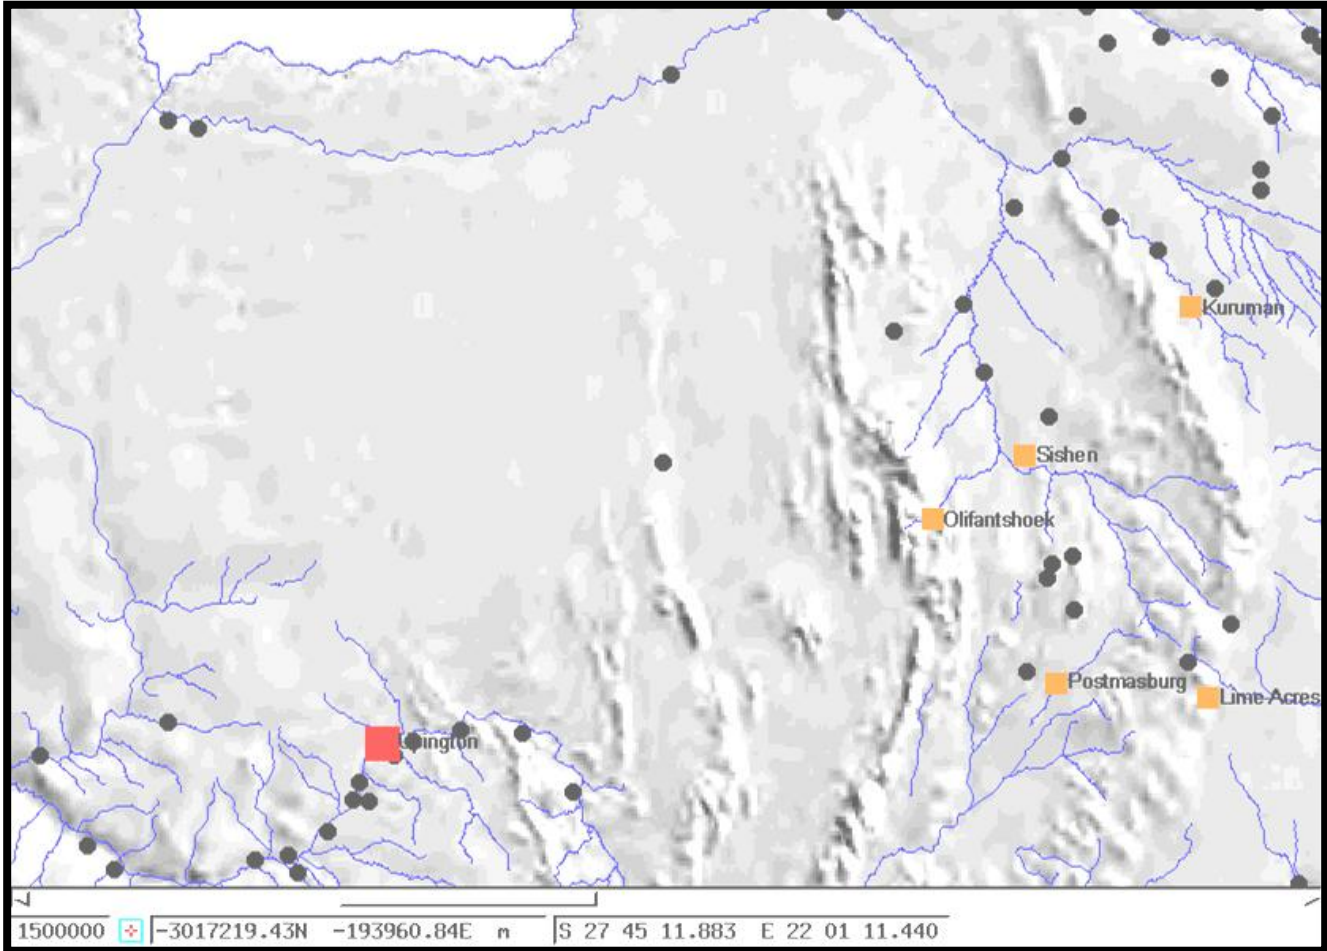 Kuruman
Sishen
Olifantshoek
Postmasburg
Lime Acres
1500000 -3017219.43N -193960.84E m S 27 45 11.883 E 22 01 11.440